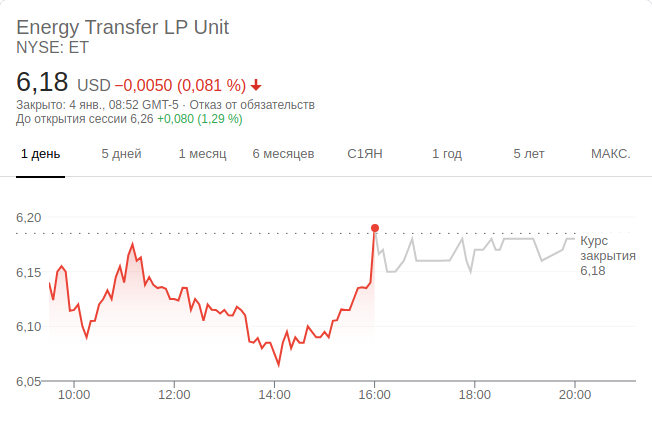 Energy Transfer LP Unit
NYSE: ET
6,18 USD −0,0050 (0,081 %)
Закрыто: 4 янв., 08:52 GMT-5 · Отказ от обязательств
До открытия сессии 6,26 +0,080 (1,29 %)
1 день 5 дней 1 месяц 6 месяцев С1ЯН 1 год 5 лет МАКС.
6,20
Курс
закрытия
6,18
6,15
6,10
6,05
10:00 12:00 14:00 16:00 18:00 20:00